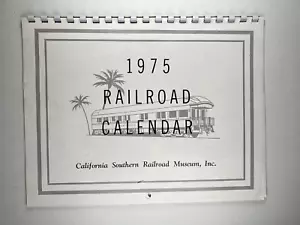 1975
RAILROAD
CALENDAR
California Southern Railroad Museum, Inc.